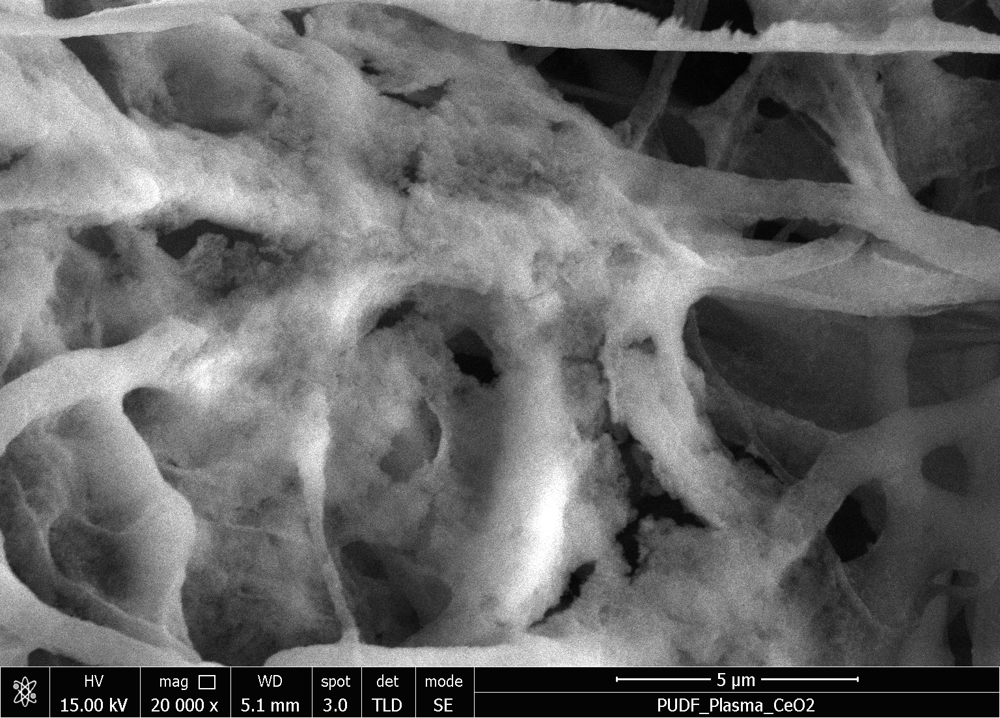 HV mag WD spot det mode 5 µm
15.00 kV 20 000 x 5.1 mm 3.0 TLD SE PUDF_Plasma_CeO2